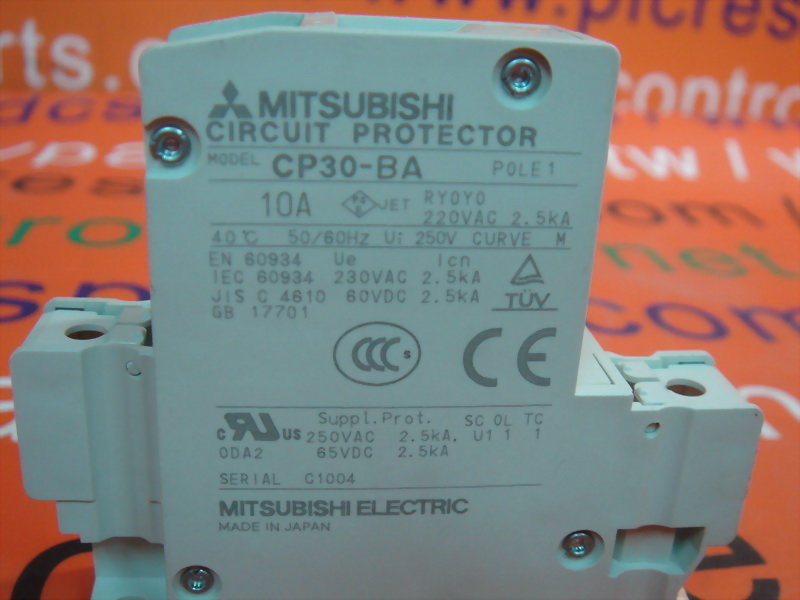 MITSUBISHI
CIRCUIT PROTECTOR
MODEL CP30-BA POLE 1
10A JET RYOYO
220VAC 2.5kA
40℃ 50/60Hz Ui 250V CURVE M
EN 60934 Ue Icn
IEC 60934 230VAC 2.5kA
JIS C 4610 60VDC 2.5kA
GB 17701
TÜV
CCC S
CE
Suppl.Prot. SC OL TC
c RU US 250VAC 2.5kA. U1 1 1
ODA2 65VDC 2.5kA
SERIAL C1004
MITSUBISHI ELECTRIC
MADE IN JAPAN